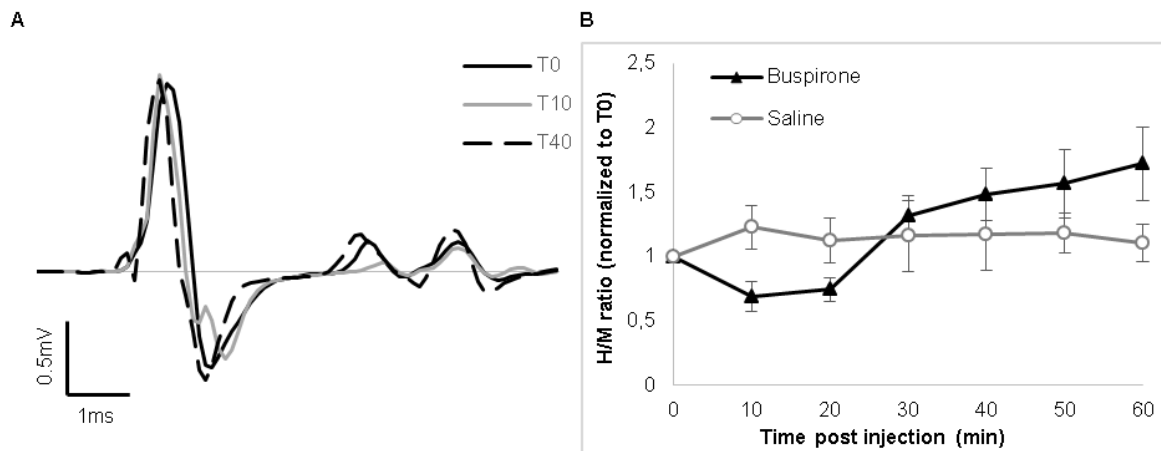 A
T0
T10
T40
0.5mV
1ms
B
H/M ratio (normalized to T0)
2,5
2
1,5
1
0,5
0
Buspirone
Saline
0 10 20 30 40 50 60
Time post injection (min)